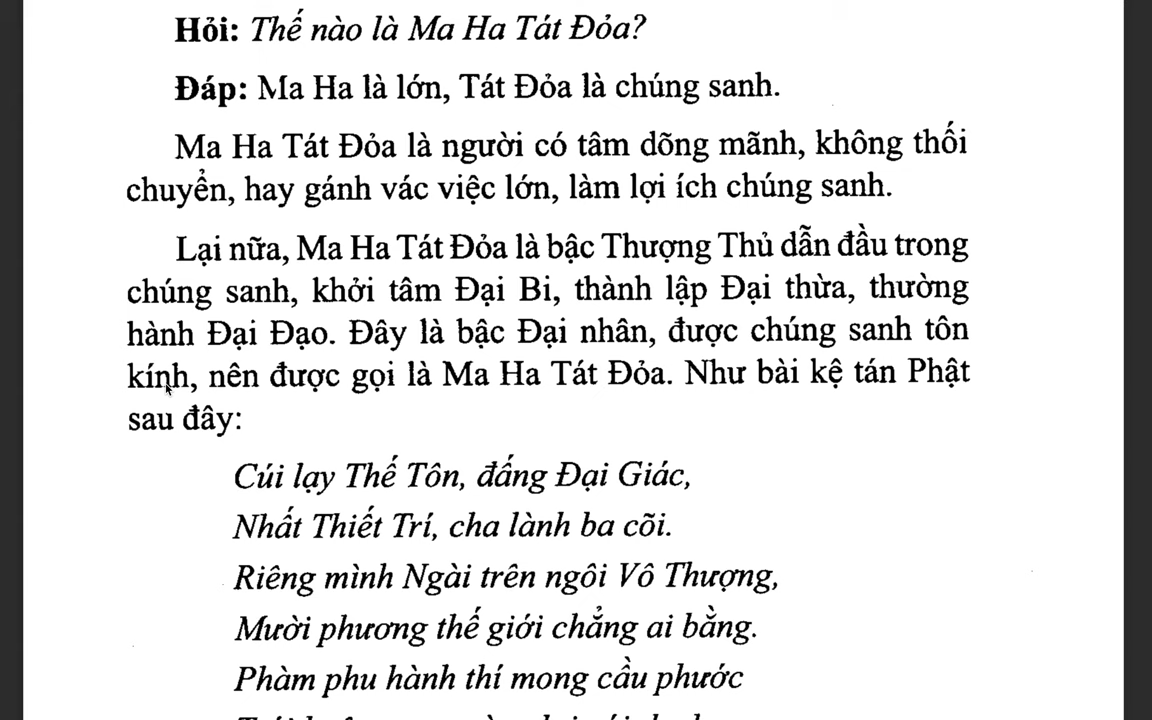 Hỏi: Thế nào là Ma Ha Tát Đỏa?
Đáp: Ma Ha là lớn, Tát Đỏa là chúng sanh.
Ma Ha Tát Đỏa là người có tâm dõng mãnh, không thối
chuyển, hay gánh vác việc lớn, làm lợi ích chúng sanh.
Lại nữa, Ma Ha Tát Đỏa là bậc Thượng Thủ dẫn đầu trong
chúng sanh, khởi tâm Đại Bi, thành lập Đại thừa, thường
hành Đại Đạo. Đây là bậc Đại nhân, được chúng sanh tôn
kính, nên được gọi là Ma Ha Tát Đỏa. Như bài kệ tán Phật
sau đây:
Cúi lạy Thế Tôn, đấng Đại Giác,
Nhất Thiết Trí, cha lành ba cõi.
Riêng mình Ngài trên ngôi Vô Thượng,
Mười phương thế giới chẳng ai bằng.
Phàm phu hành thí mong cầu phước